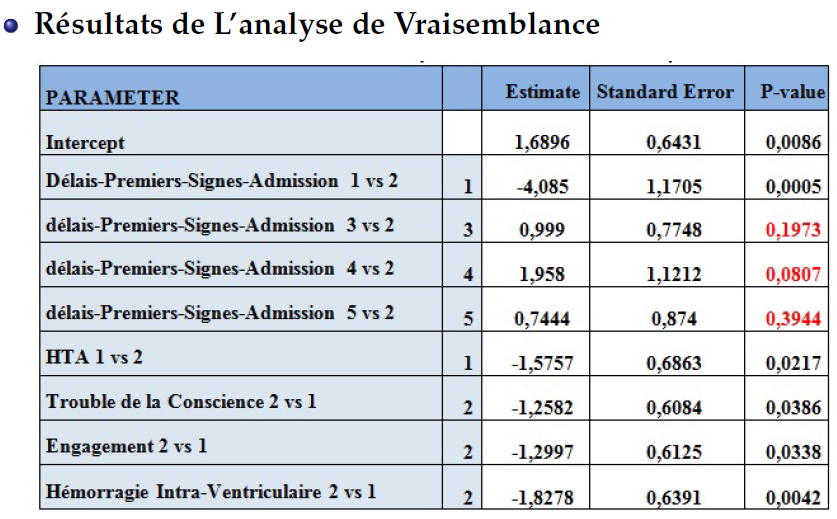 Résultats de L'analyse de Vraisemblance
PARAMETER Estimate Standard Error P-value
Intercept 1,6896 0,6431 0,0086
Délais-Premiers-Signes-Admission 1 vs 2 1 -4,085 1,1705 0,0005
délais-Premiers-Signes-Admission 3 vs 2 3 0,999 0,7748 0,1973
délais-Premiers-Signes-Admission 4 vs 2 4 1,958 1,1212 0,0807
délais-Premiers-Signes-Admission 5 vs 2 5 0,7444 0,874 0,3944
HTA 1 vs 2 1 -1,5757 0,6863 0,0217
Trouble de la Conscience 2 vs 1 2 -1,2582 0,6084 0,0386
Engagement 2 vs 1 2 -1,2997 0,6125 0,0338
Hémorragie Intra-Ventriculaire 2 vs 1 2 -1,8278 0,6391 0,0042